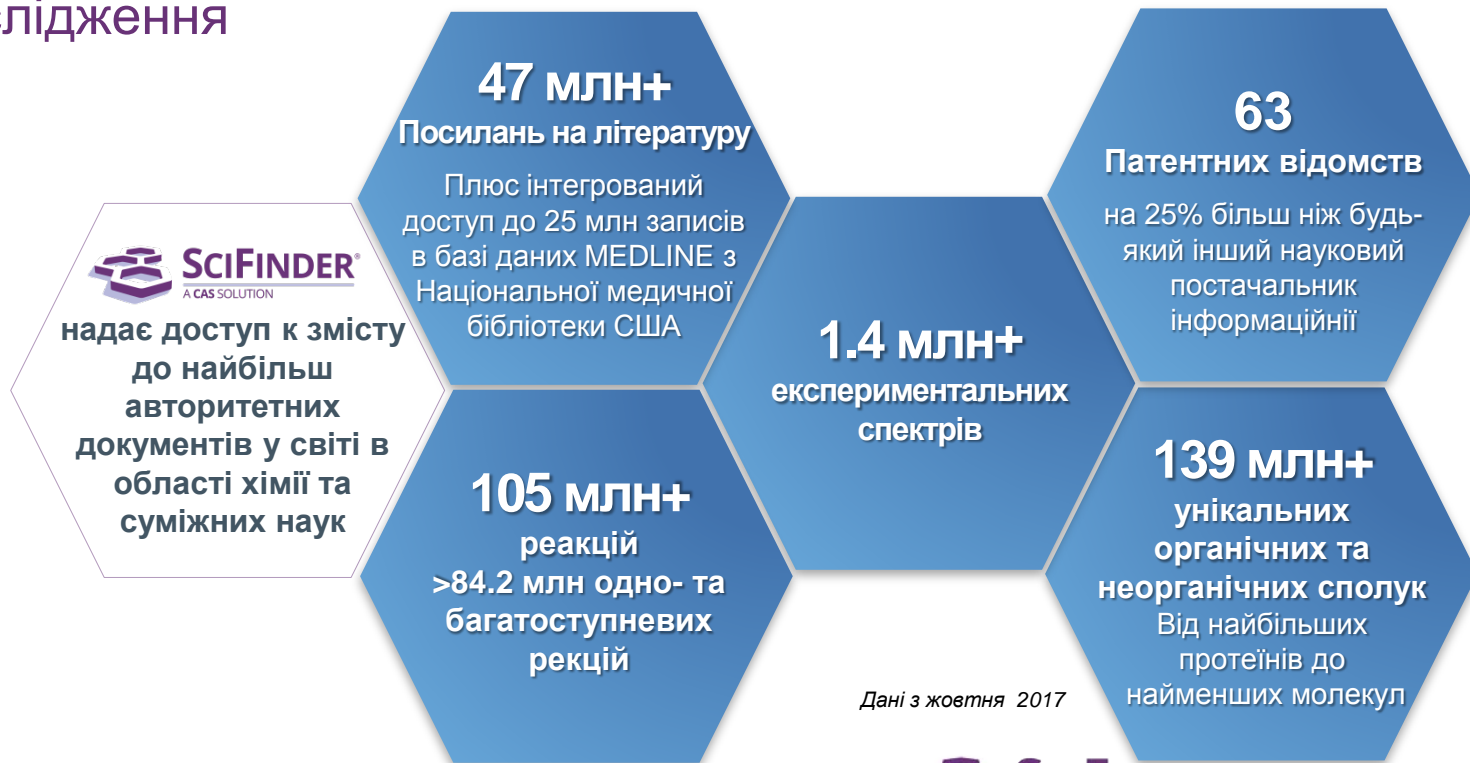 слідження
SCIFINDER®
A CAS SOLUTION
надає доступ к змісту
до найбільш
авторитетних
документів у світі в
області хімії та
суміжних наук
47 млн+
Посилань на літературу
Плюс інтегрований
доступ до 25 млн записів
в базі даних MEDLINE з
Національної медичної
бібліотеки США
105 млн+
реакцій
>84.2 млн одно- та
багатоступневих
рекцій
1.4 млн+
експериментальних
спектрів
63
Патентних відомств
на 25% більш ніж будь-
який інший науковий
постачальник
інформаційнії
139 млн+
унікальних
органічних та
неорганічних сполук
Від найбільших
протеїнів до
найменших молекул
Дані з жовтня 2017